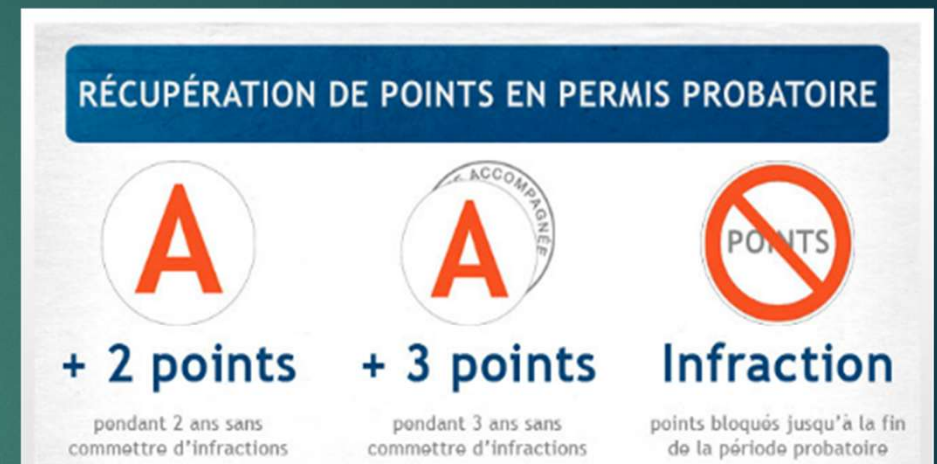 RÉCUPÉRATION DE POINTS EN PERMIS PROBATOIRE
A
ACCOMPAGNÉE
A
POINTS
+ 2 points
+ 3 points
Infraction
pendant 2 ans sans
commettre d'infractions
pendant 3 ans sans
commettre d'infractions
points bloqués jusqu'à la fin
de la période probatoire